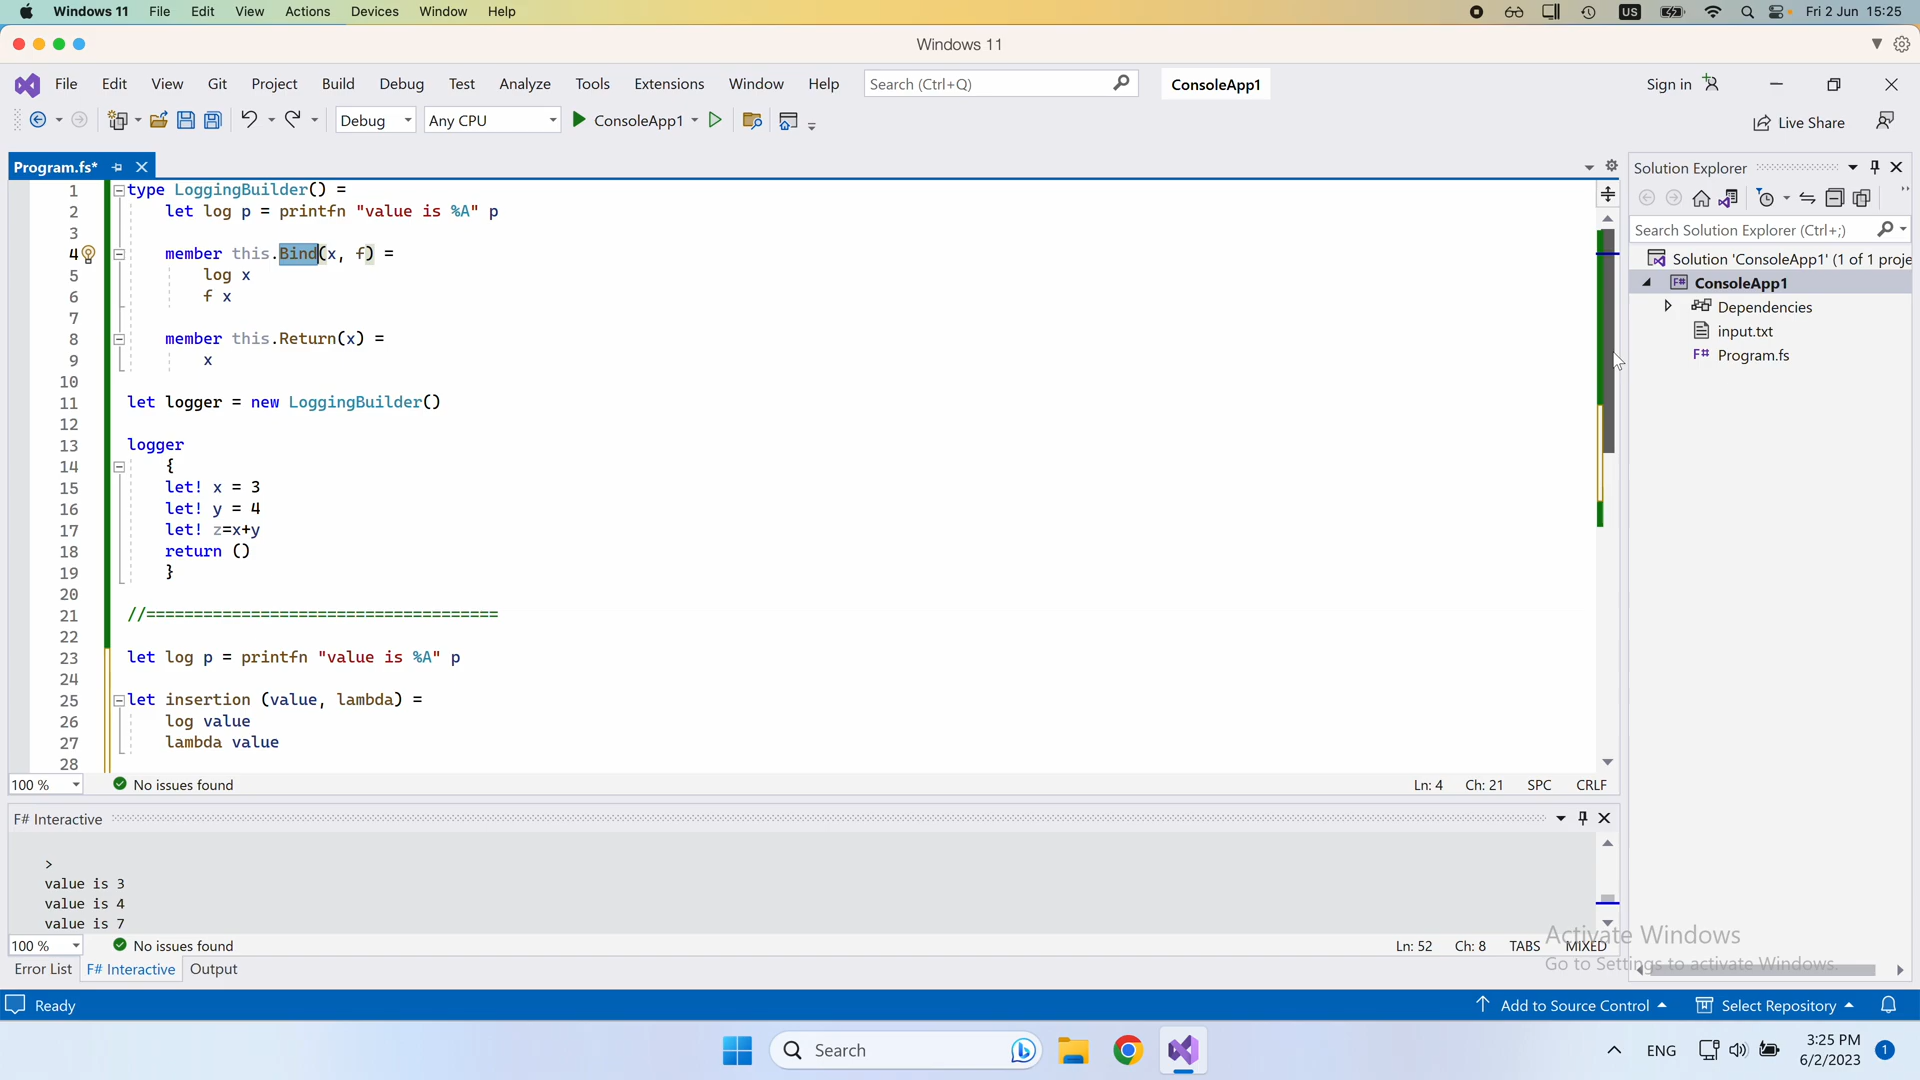 Windows 11 File Edit View Actions Devices Window Help US Fri 2 Jun 15:25
Windows 11
File Edit View Git Project Build Debug Test Analyze Tools Extensions Window Help Search (Ctrl+Q) ConsoleApp1 Sign in
Debug Any CPU ConsoleApp1 Live Share
Program.fs*
Solution Explorer
Search Solution Explorer (Ctrl+;)
Solution 'ConsoleApp1' (1 of 1 proje
F# ConsoleApp1
Dependencies
input.txt
F# Program.fs
1 type LoggingBuilder() =
2 let log p = printfn "value is %A" p
3
4 member this.Bind(x, f) =
5 log x
6 f x
7
8 member this.Return(x) =
9 x
10
11 let logger = new LoggingBuilder()
12
13 logger
14 {
15 let! x = 3
16 let! y = 4
17 let! z=x+y
18 return ()
19 }
20
21 //=====================================
22
23 let log p = printfn "value is %A" p
24
25 let insertion (value, lambda) =
26 log value
27 lambda value
28
100 % No issues found Ln: 4 Ch: 21 SPC CRLF
F# Interactive
>
value is 3
value is 4
value is 7
100 % No issues found Ln: 52 Ch: 8 TABS MIXED
Activate Windows
Go to Settings to activate Windows.
Error List F# Interactive Output
Ready Add to Source Control Select Repository
Search ENG 3:25 PM
6/2/2023 1